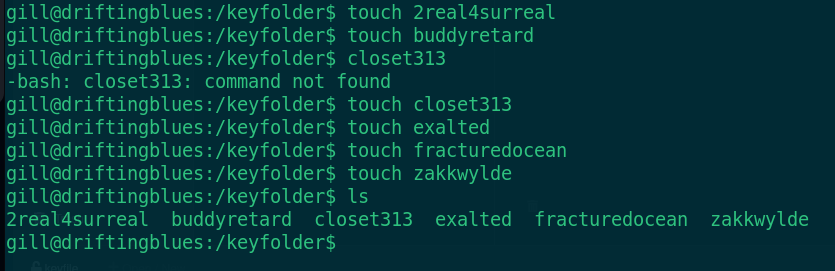 gill@driftingblues:/keyfolder$ touch 2real4surreal
gill@driftingblues:/keyfolder$ touch buddyretard
gill@driftingblues:/keyfolder$ closet313
-bash: closet313: command not found
gill@driftingblues:/keyfolder$ touch closet313
gill@driftingblues:/keyfolder$ touch exalted
gill@driftingblues:/keyfolder$ touch fracturedocean
gill@driftingblues:/keyfolder$ touch zakkwylde
gill@driftingblues:/keyfolder$ ls
2real4surreal  buddyretard  closet313  exalted  fracturedocean  zakkwylde
gill@driftingblues:/keyfolder$